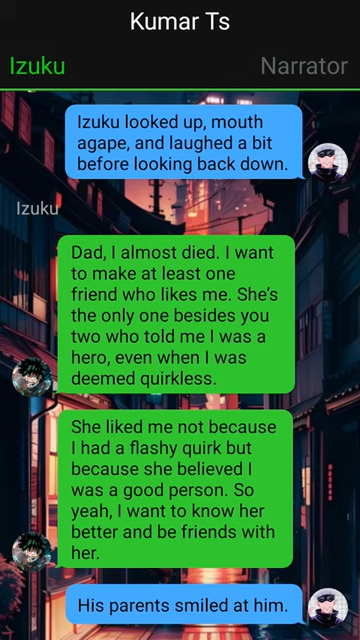 Kumar Ts
Izuku Narrator
Izuku looked up, mouth
agape, and laughed a bit
before looking back down.
Izuku
Dad, I almost died. I want
to make at least one
friend who likes me. She's
the only one besides you
two who told me I was a
hero, even when I was
deemed quirkless.
She liked me not because
I had a flashy quirk but
because she believed I
was a good person. So
yeah, I want to know her
better and be friends with
her.
His parents smiled at him.